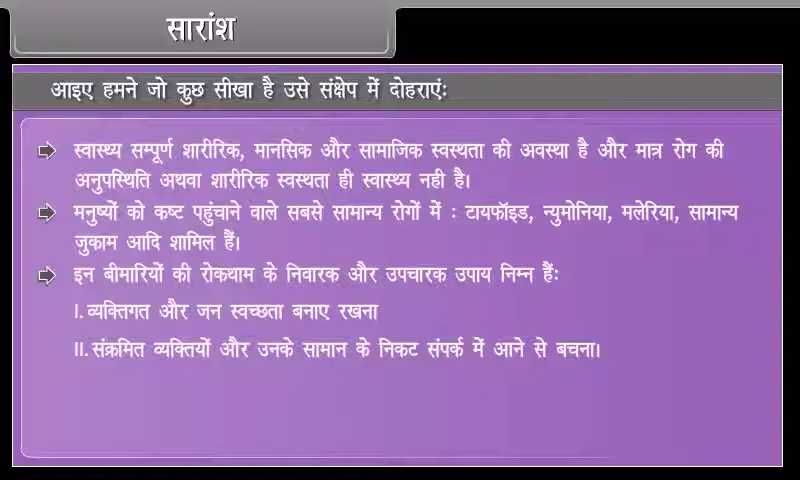 सारांश
आइए हमने जो कुछ सीखा है उसे संक्षेप में दोहराएं:
स्वास्थ्य सम्पूर्ण शारीरिक, मानसिक और सामाजिक स्वस्थता की अवस्था है और मात्र रोग की
अनुपस्थिति अथवा शारीरिक स्वस्थता ही स्वास्थ्य नही है।
मनुष्यों को कष्ट पहुंचाने वाले सबसे सामान्य रोगों में : टायफॉइड, न्युमोनिया, मलेरिया, सामान्य
जुकाम आदि शामिल हैं।
इन बीमारियों की रोकथाम के निवारक और उपचारक उपाय निम्न हैं:
I. व्यक्तिगत और जन स्वच्छता बनाए रखना
II. संक्रमित व्यक्तियों और उनके सामान के निकट संपर्क में आने से बचना।